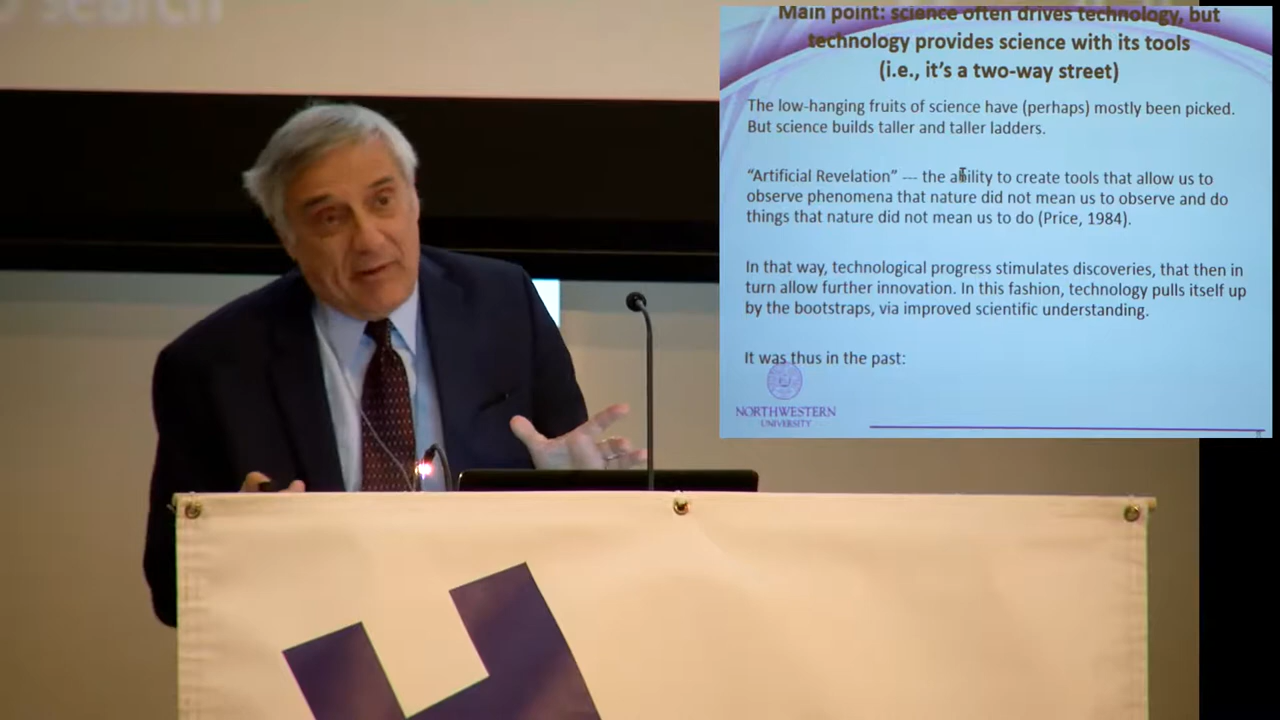 to search
Main point: science often drives technology, but
technology provides science with its tools
(i.e., it's a two-way street)
The low-hanging fruits of science have (perhaps) mostly been picked.
But science builds taller and taller ladders.
“Artificial Revelation” --- the ability to create tools that allow us to
observe phenomena that nature did not mean us to observe and do
things that nature did not mean us to do (Price, 1984).
In that way, technological progress stimulates discoveries, that then in
turn allow further innovation. In this fashion, technology pulls itself up
by the bootstraps, via improved scientific understanding.
It was thus in the past:
NORTHWESTERN
UNIVERSITY